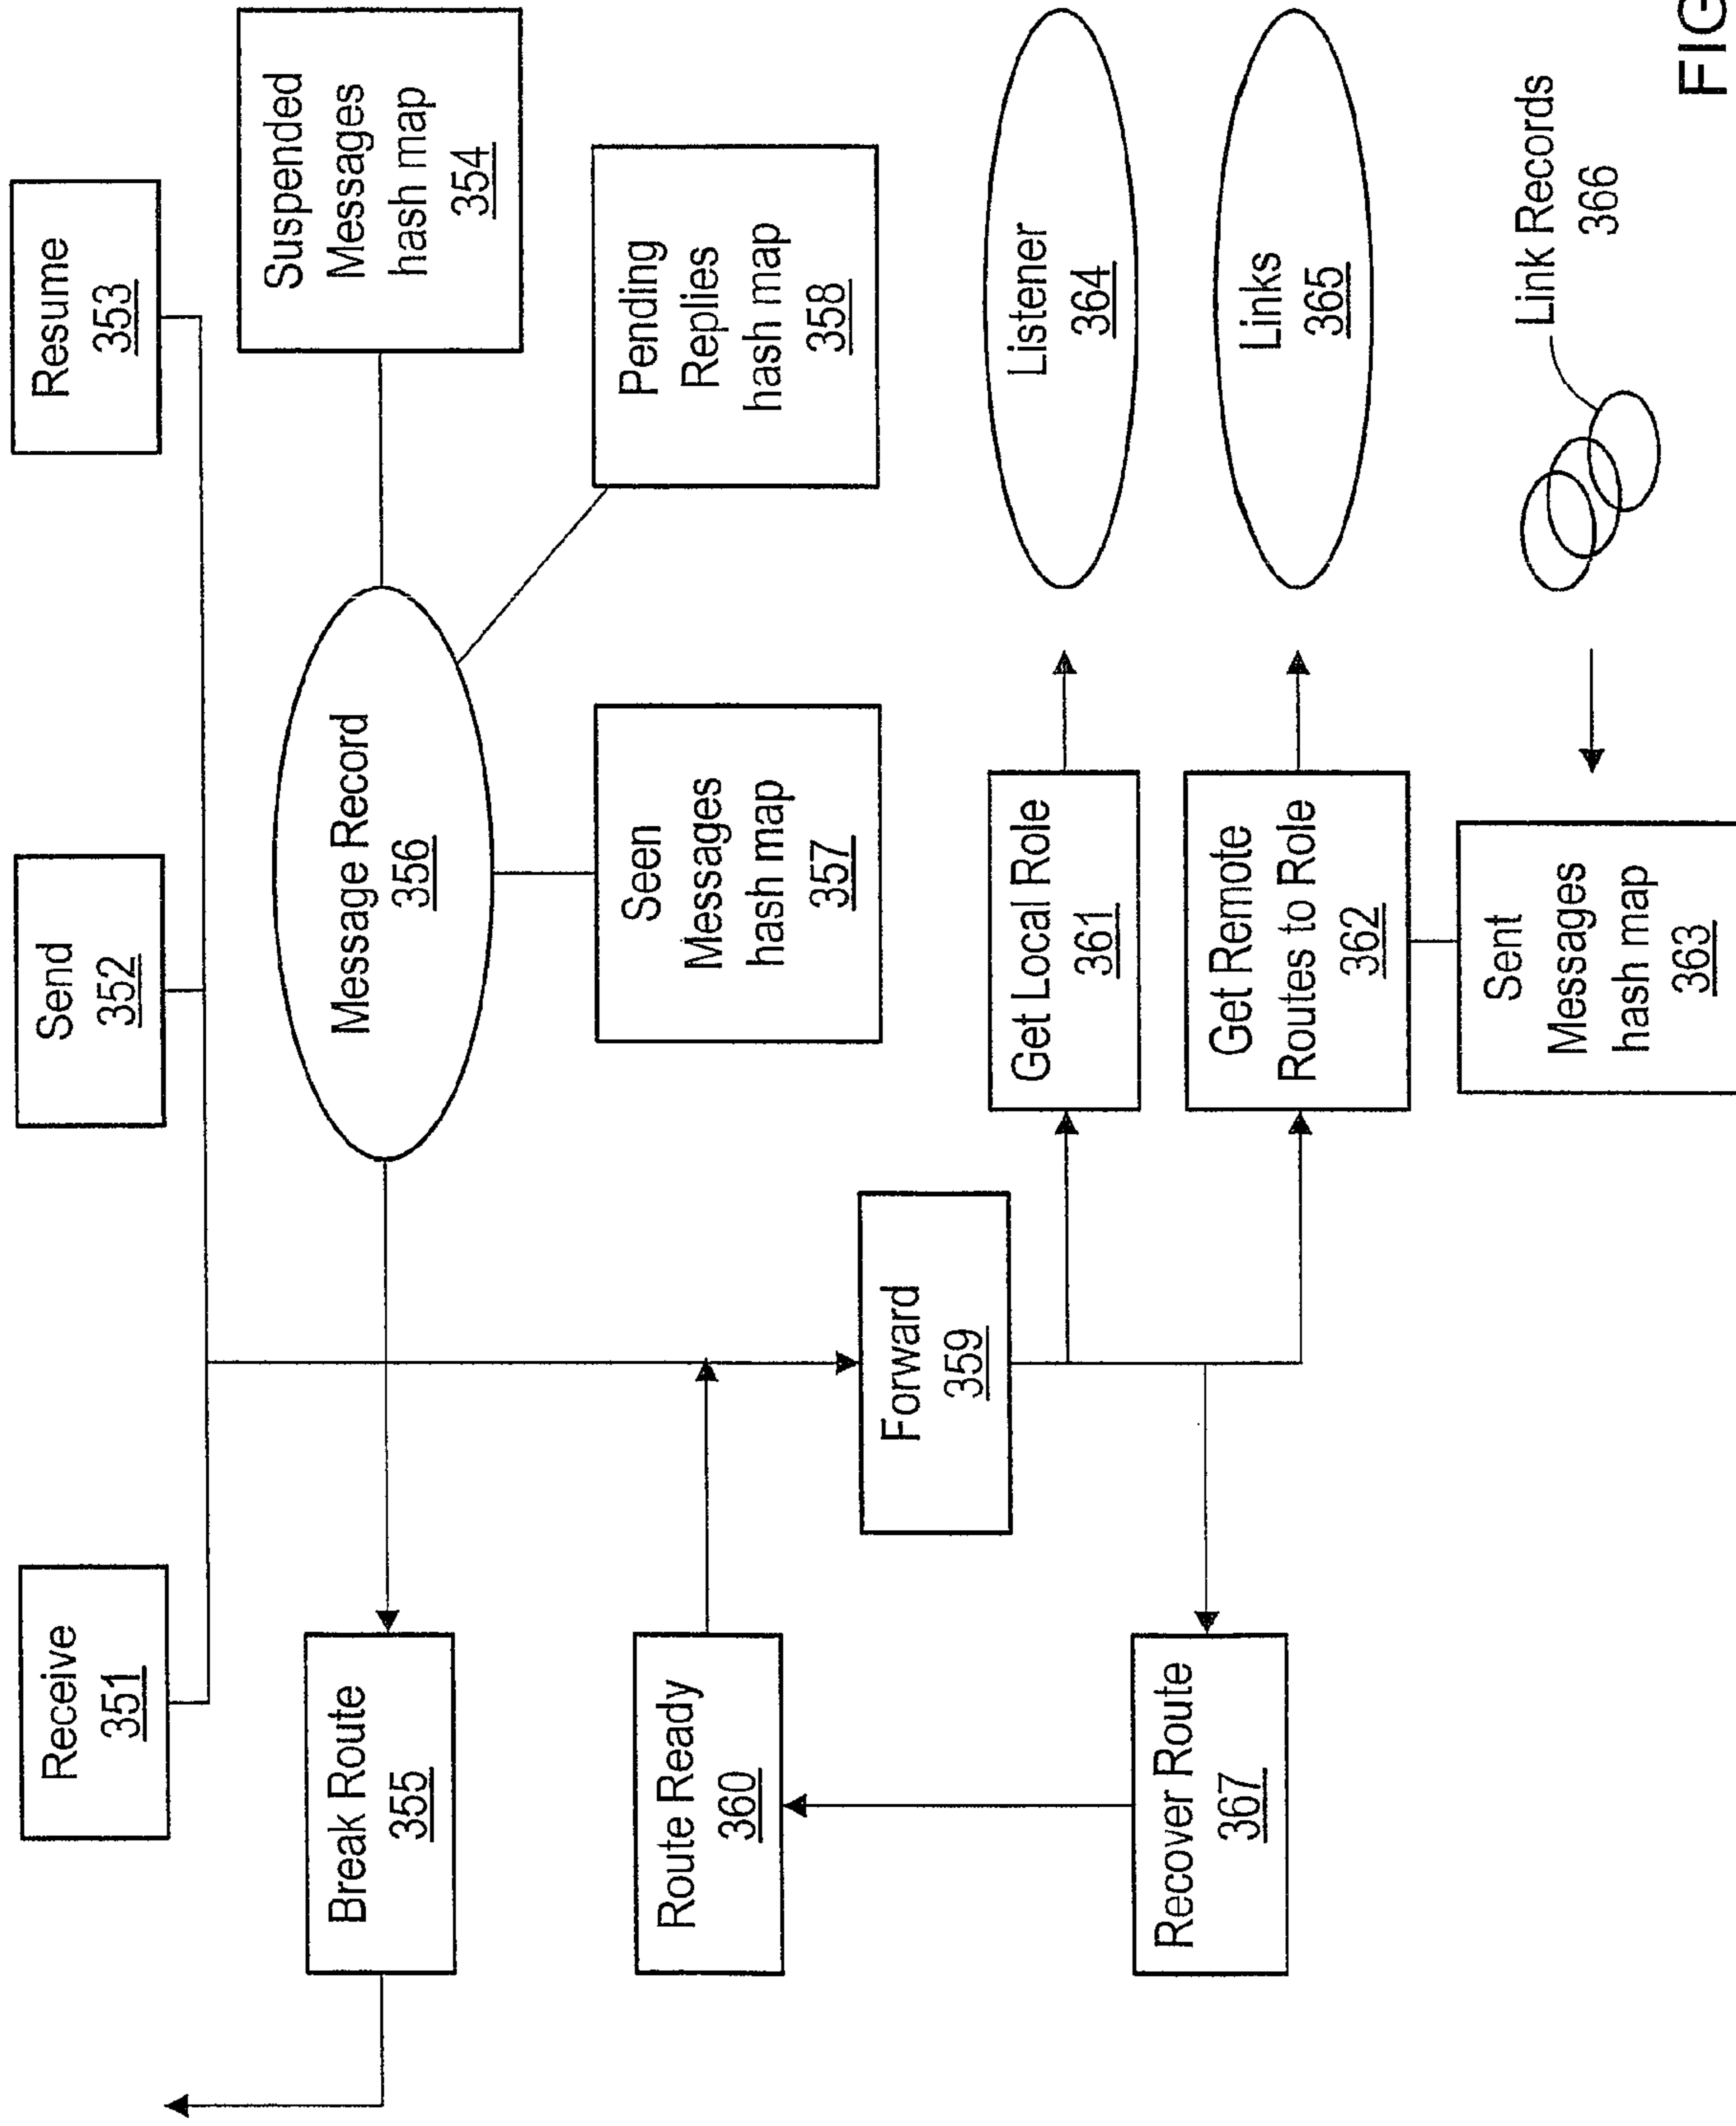 Receive
351
Send
352
Resume
353
Break Route
355
Message Record
356
Suspended
Messages
hash map
354
Route Ready
360
Seen
Messages
hash map
357
Pending
Replies
hash map
358
Forward
359
Recover Route
367
Get Local Role
361
Listener
364
Get Remote
Routes to Role
362
Links
365
Sent
Messages
hash map
363
Link Records
366
FIG